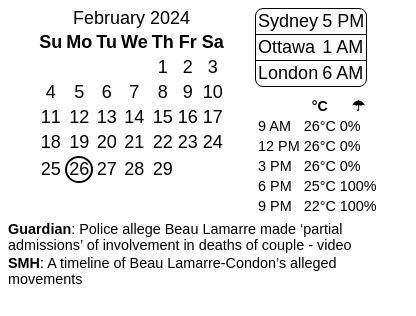 February 2024
Su Mo Tu We Th Fr Sa
1 2 3
4 5 6 7 8 9 10
11 12 13 14 15 16 17
18 19 20 21 22 23 24
25 26 27 28 29
Sydney 5 PM
Ottawa 1 AM
London 6 AM
°C ☂
9 AM 26°C 0%
12 PM 26°C 0%
3 PM 26°C 0%
6 PM 25°C 100%
9 PM 22°C 100%
Guardian: Police allege Beau Lamarre made ‘partial
admissions’ of involvement in deaths of couple - video
SMH: A timeline of Beau Lamarre-Condon’s alleged
movements